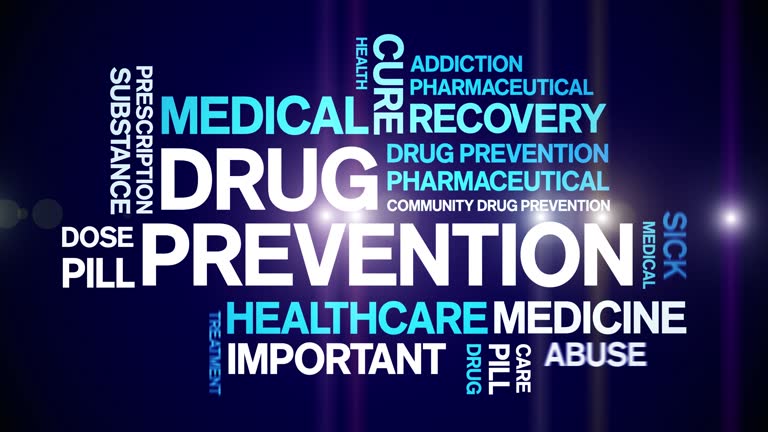 HEALTH
CURE
ADDICTION
PHARMACEUTICAL
PRESCRIPTION
SUBSTANCE
MEDICAL
RECOVERY
DRUG
DRUG PREVENTION
PHARMACEUTICAL
COMMUNITY DRUG PREVENTION
DOSE
PILL
PREVENTION
MEDICAL
SICK
TREATMENT
HEALTHCARE
MEDICINE
IMPORTANT
DRUG
PILL
CARE
ABUSE